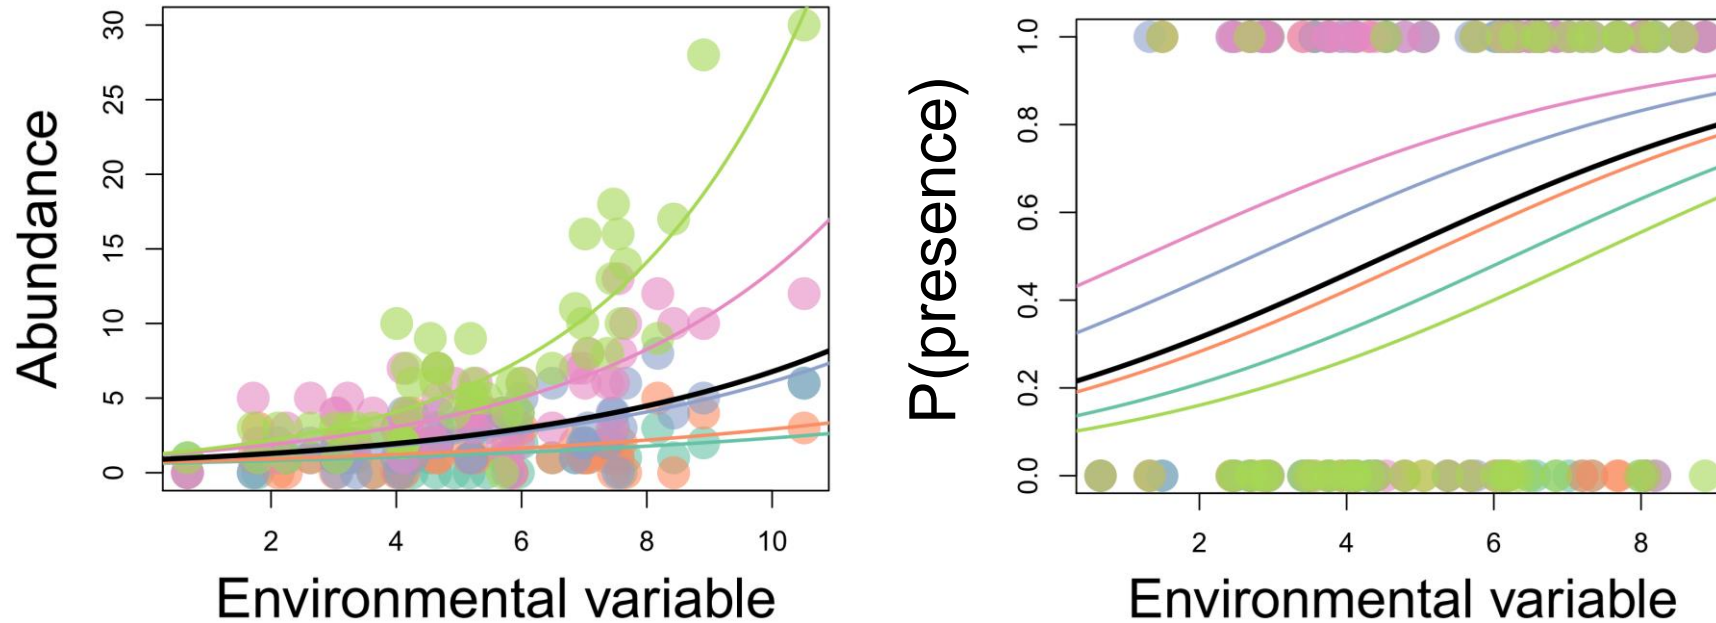 Abundance
30
25
20
15
10
5
0
2 4 6 8 10
Environmental variable
P(presence)
1.0
0.8
0.6
0.4
0.2
0.0
2 4 6 8
Environmental variable